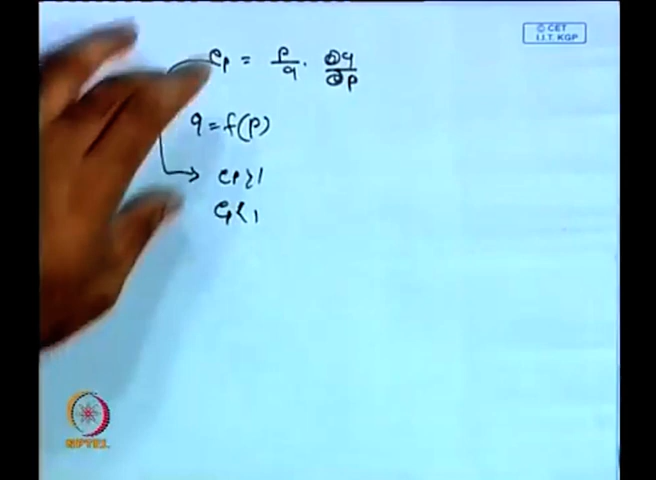 © CET
I.I.T. KGP
ep = p/q · ∂q/∂p
q = f(p)
ep > 1
ep < 1
NPTEL